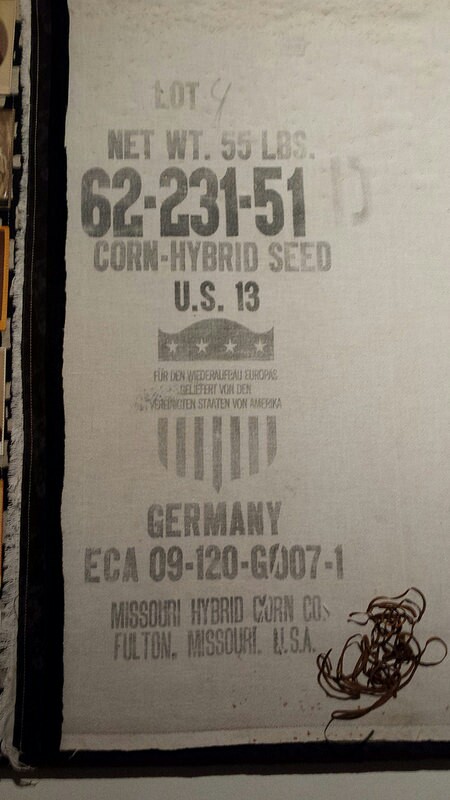 LOT 4
NET WT. 55 LBS.
62-231-51
CORN-HYBRID SEED
U.S. 13
FÜR DEN WIEDERAUFBAU EUROPAS
GELIEFERT VON DEN
VEREINIGTEN STAATEN VON AMERIKA
GERMANY
ECA 09-120-G007-1
MISSOURI HYBRID CORN CO.
FULTON, MISSOURI, U.S.A.